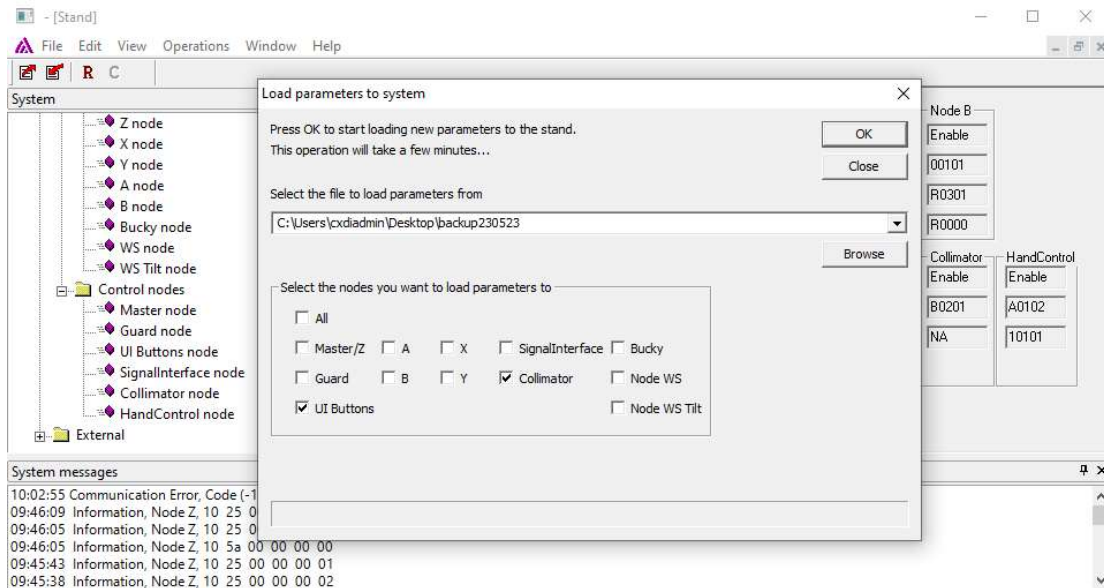 - [Stand]
File Edit View Operations Window Help
R C
System
Z node
X node
Y node
A node
B node
Bucky node
WS node
WS Tilt node
Control nodes
Master node
Guard node
UI Buttons node
SignalInterface node
Collimator node
HandControl node
External
Load parameters to system
Press OK to start loading new parameters to the stand.
This operation will take a few minutes...
OK
Close
Select the file to load parameters from
C:\Users\cxdiadmin\Desktop\backup230523
Browse
Select the nodes you want to load parameters to
All
Master/Z A X SignalInterface Bucky
Guard B Y Collimator Node WS
UI Buttons Node WS Tilt
Node B
Enable
00101
R0301
R0000
Collimator HandControl
Enable Enable
B0201 A0102
NA 10101
System messages
10:02:55 Communication Error, Code (-1
09:46:09 Information, Node Z, 10 25 0
09:46:05 Information, Node Z, 10 25 0
09:46:05 Information, Node Z, 10 5a 00 00 00 00
09:45:43 Information, Node Z, 10 25 00 00 00 01
09:45:38 Information, Node Z, 10 25 00 00 00 02